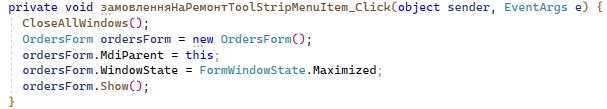 private void замовленняНаРемонтToolStripMenuItem_Click(object sender, EventArgs e) {
CloseAllWindows();
OrdersForm ordersForm = new OrdersForm();
ordersForm.MdiParent = this;
ordersForm.WindowState = FormWindowState.Maximized;
ordersForm.Show();
}